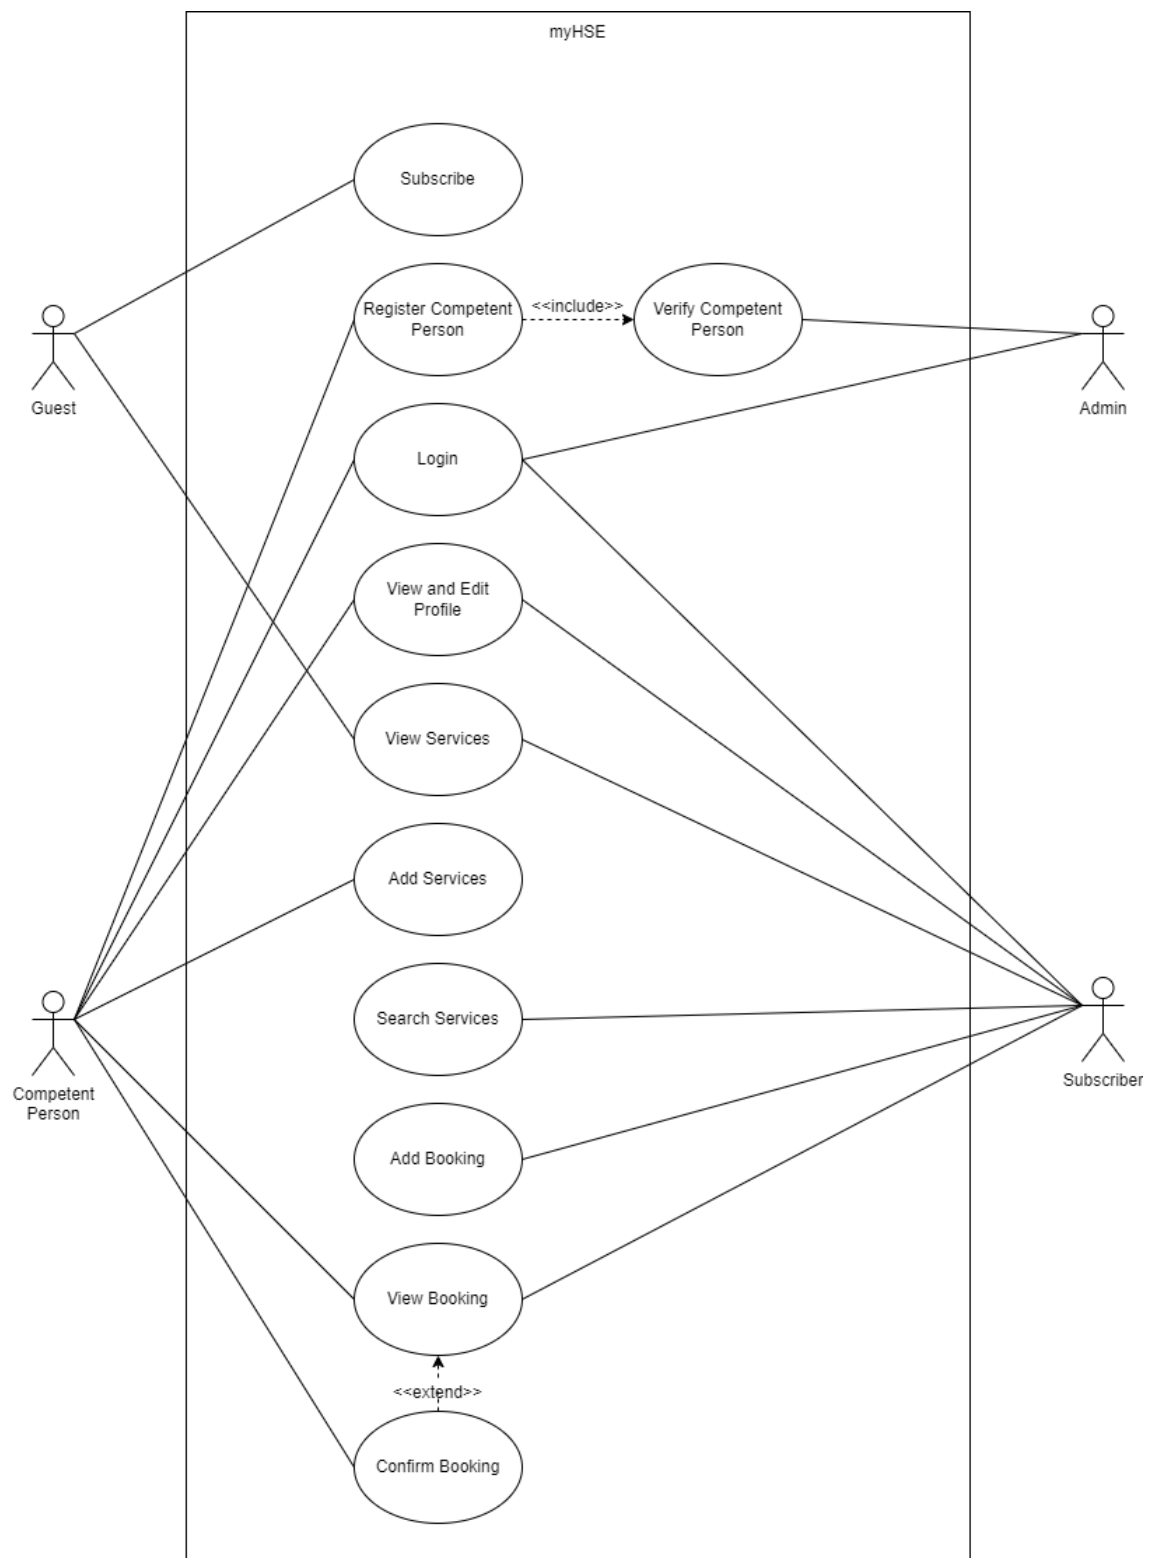 myHSE
Subscribe
Register Competent
Person
<<include>>
Verify Competent
Person
Guest
Admin
Login
View and Edit
Profile
View Services
Add Services
Search Services
Competent
Person
Subscriber
Add Booking
View Booking
<<extend>>
Confirm Booking